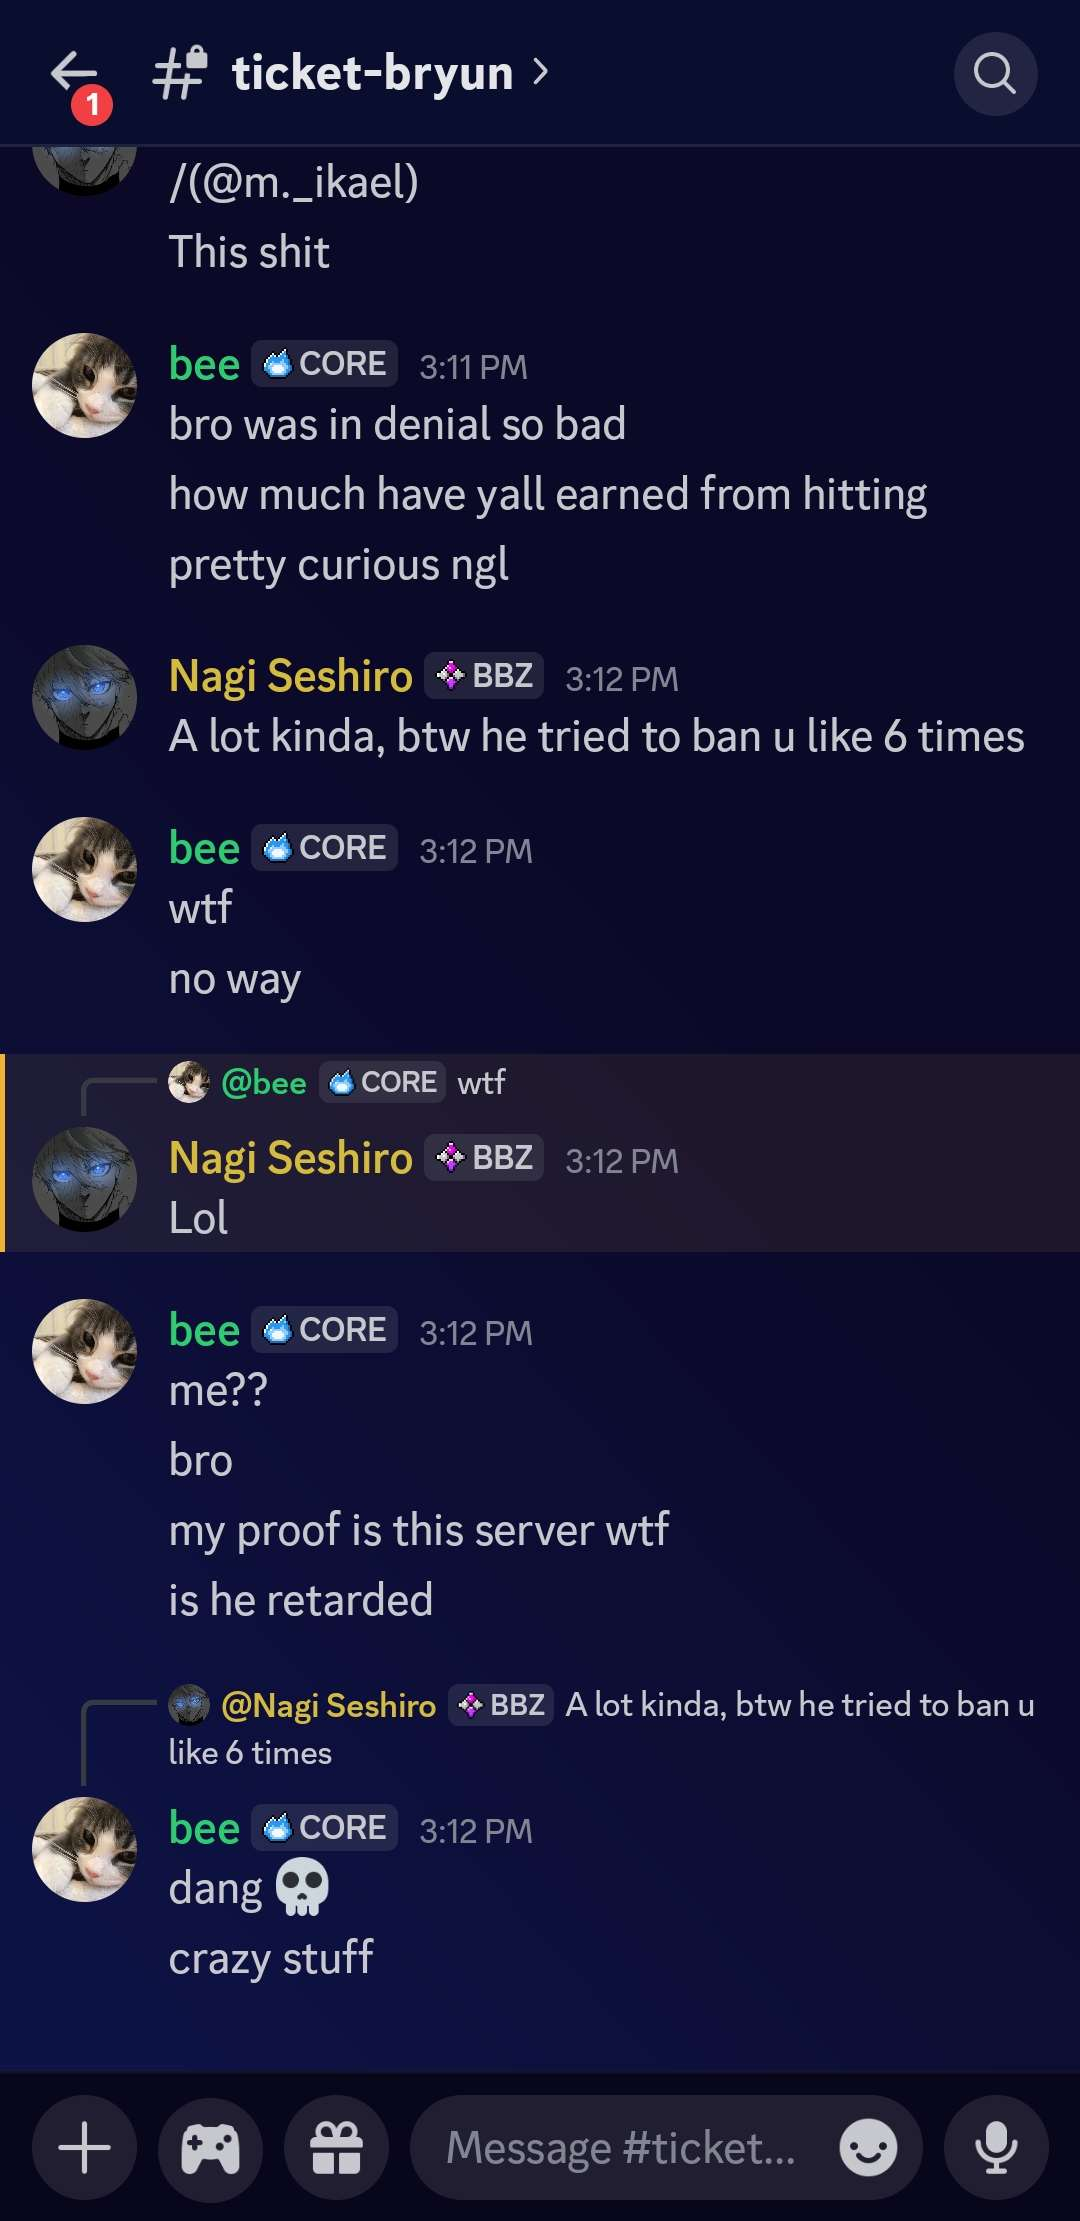 1
ticket-bryun
/(@m._ikael)
This shit
bee CORE 3:11 PM
bro was in denial so bad
how much have yall earned from hitting
pretty curious ngl
Nagi Seshiro BBZ 3:12 PM
A lot kinda, btw he tried to ban u like 6 times
bee CORE 3:12 PM
wtf
no way
@bee CORE wtf
Nagi Seshiro BBZ 3:12 PM
Lol
bee CORE 3:12 PM
me??
bro
my proof is this server wtf
is he retarded
@Nagi Seshiro BBZ A lot kinda, btw he tried to ban u
like 6 times
bee CORE 3:12 PM
dang 💀
crazy stuff
Message #ticket...